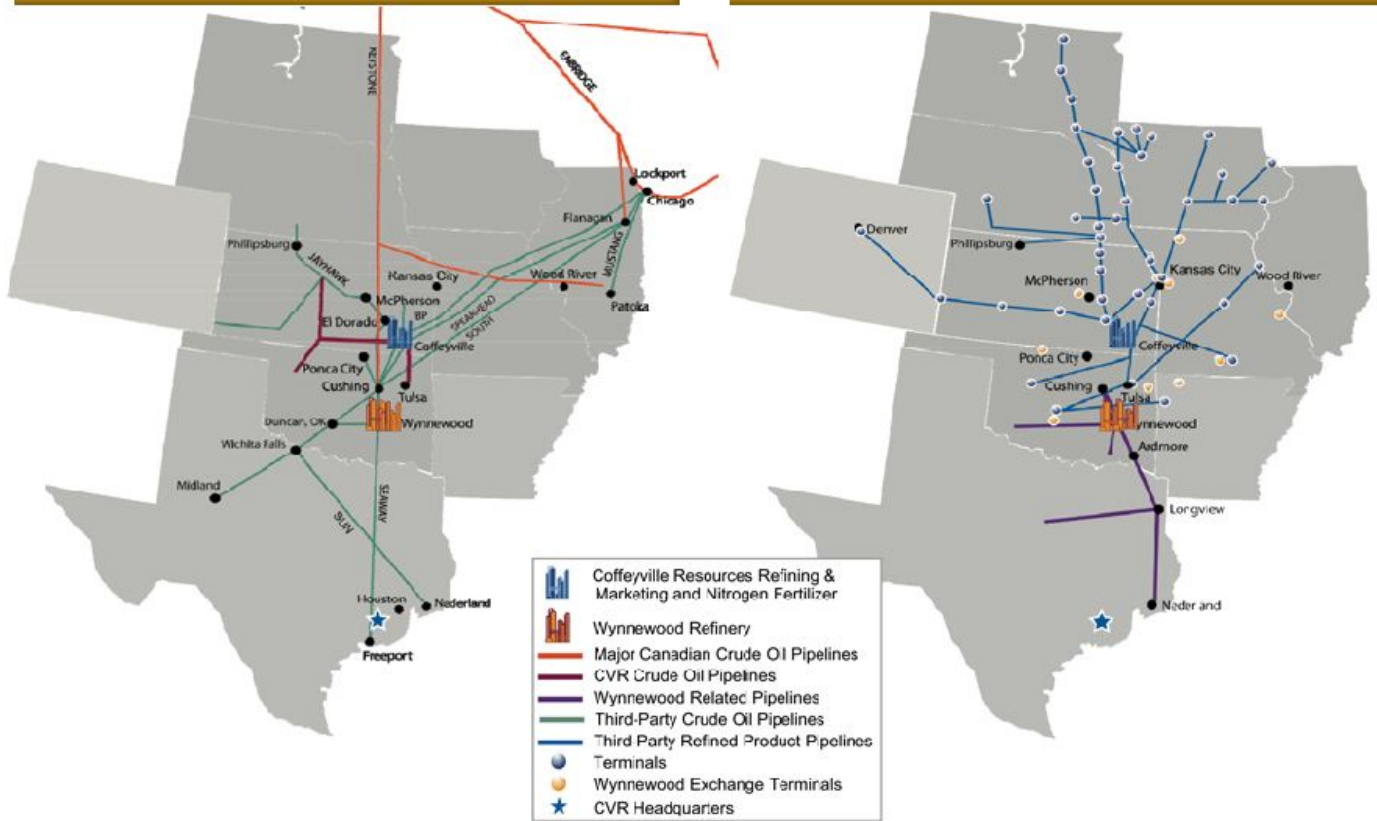 KEYSTONE
ENBRIDGE
Lockport
Chicago
Flanagan
MUSTANG
Phillipsburg
JAYHAWK
Kansas City
Wood River
Patoka
McPherson
El Dorado
BP
SPEARHEAD
SOUTH
Coffeyville
Ponca City
Cushing
Tulsa
Duncan, OK
Wynnewood
Wichita Falls
Midland
SUN
SEAWAY
Houston
Nederland
Freeport
Denver
Phillipsburg
McPherson
Kansas City
Wood River
Coffeyville
Ponca City
Cushing
Tulsa
ynnewood
Ardmore
Longview
Neder and
Coffeyville Resources Refining &
Marketing and Nitrogen Fertilizer
Wynnewood Refinery
Major Canadian Crude Oil Pipelines
CVR Crude Oil Pipelines
Wynnewood Related Pipelines
Third-Party Crude Oil Pipelines
Third Party Refined Product Pipelines
Terminals
Wynnewood Exchange Terminals
CVR Headquarters